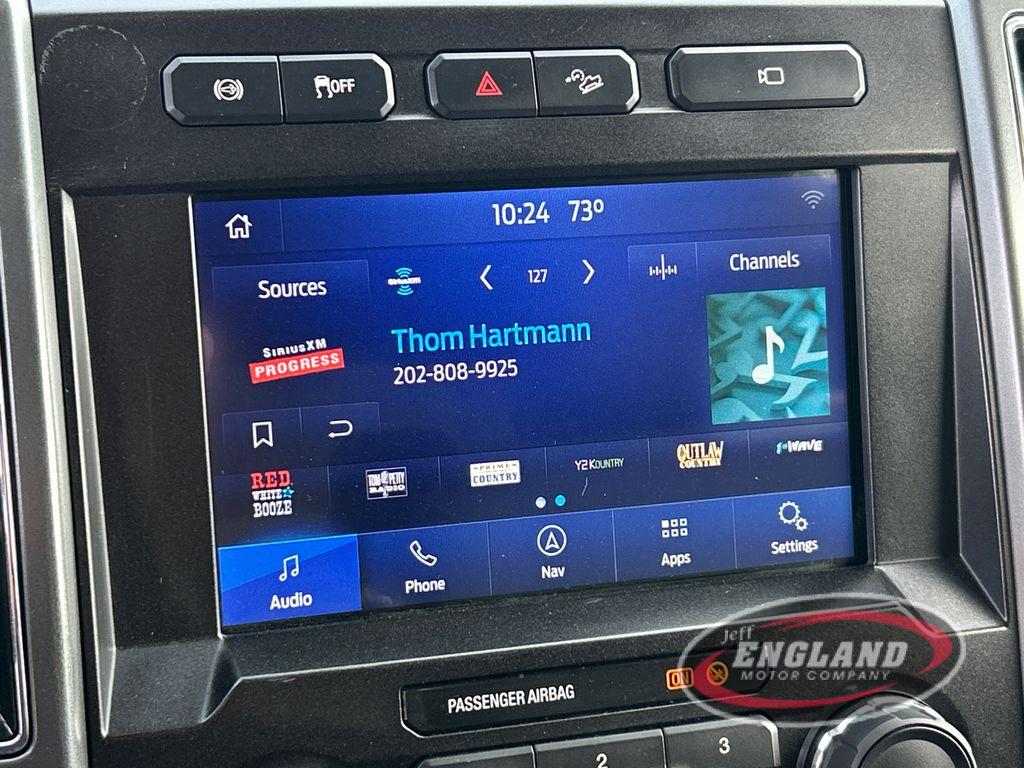 OFF
10:24 73°
Sources
SiriusXM
127
Channels
SiriusXM
PROGRESS
Thom Hartmann
202-808-9925
RED
WHITE
BOOZE
TOM PETTY
RADIO
PRIME
COUNTRY
Y2KOUNTRY
OUTLAW
COUNTRY
1st WAVE
Audio
Phone
Nav
Apps
Settings
PASSENGER AIRBAG
ON
Jeff
ENGLAND
MOTOR COMPANY
2
3